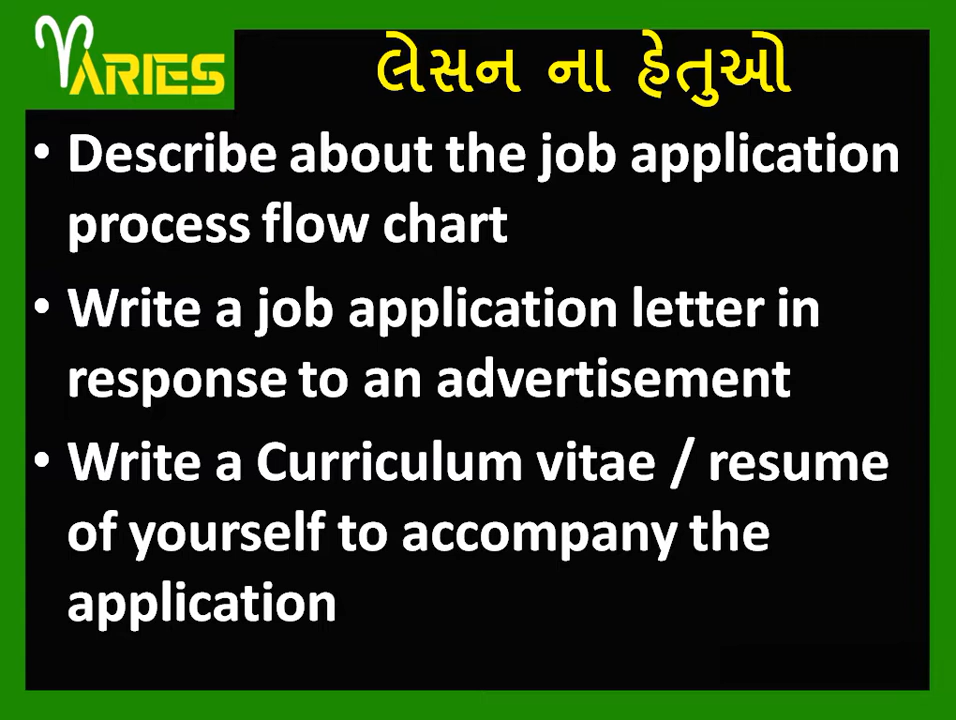 ARIES
લેસન ના હેતુઓ
• Describe about the job application
process flow chart
• Write a job application letter in
response to an advertisement
• Write a Curriculum vitae / resume
of yourself to accompany the
application